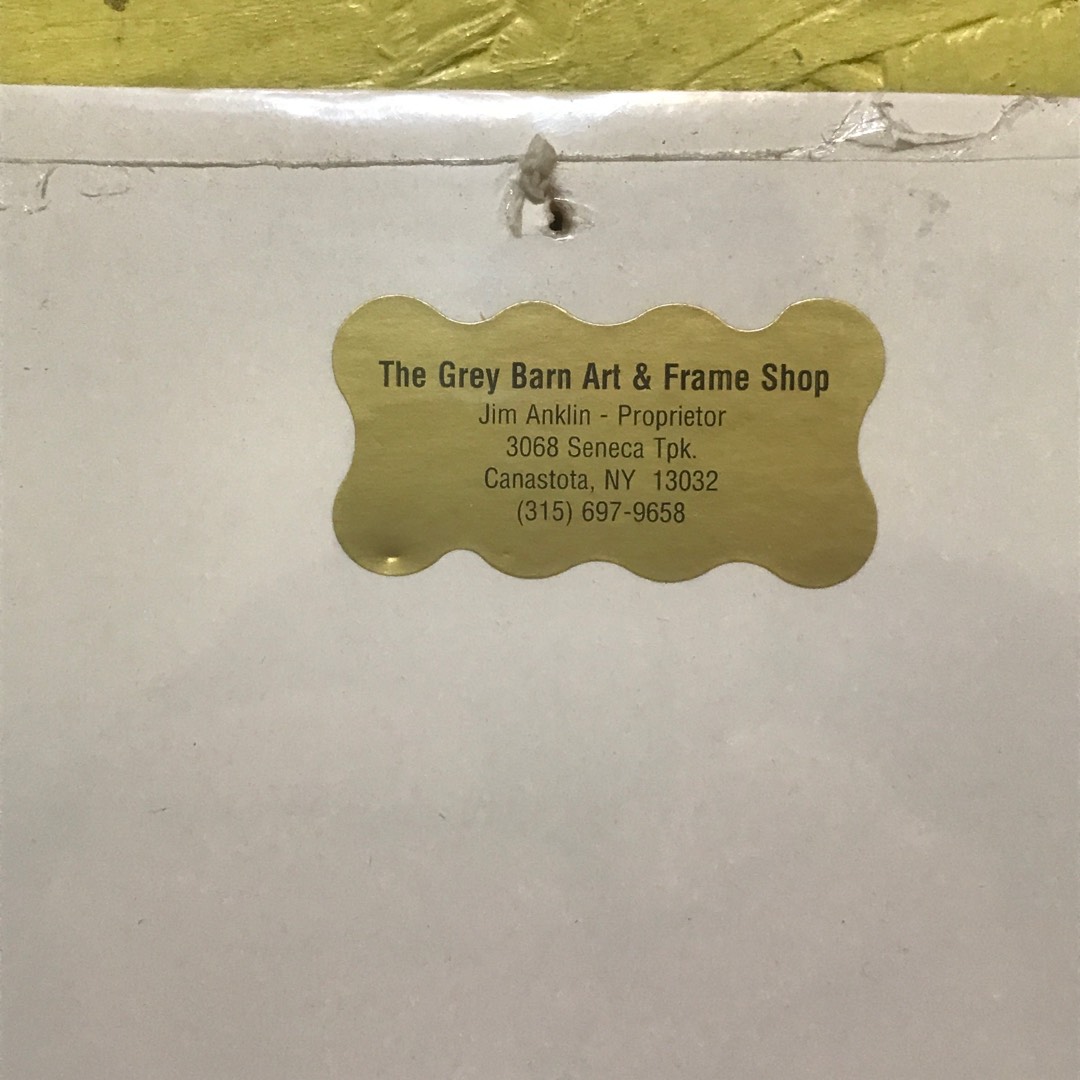 The Grey Barn Art & Frame Shop
Jim Anklin - Proprietor
3068 Seneca Tpk.
Canastota, NY 13032
(315) 697-9658